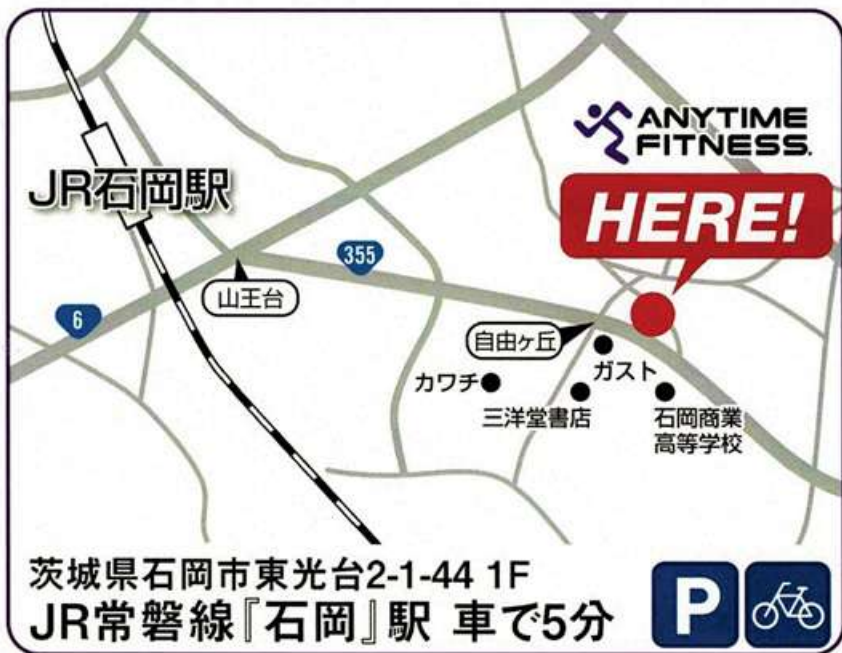 ANYTIME
FITNESS.
HERE!
JR石岡駅
355
山王台
6
自由ヶ丘
ガスト
カワチ
三洋堂書店
石岡商業
高等学校
茨城県石岡市東光台2-1-44 1F
JR常磐線『石岡』駅 車で5分
P